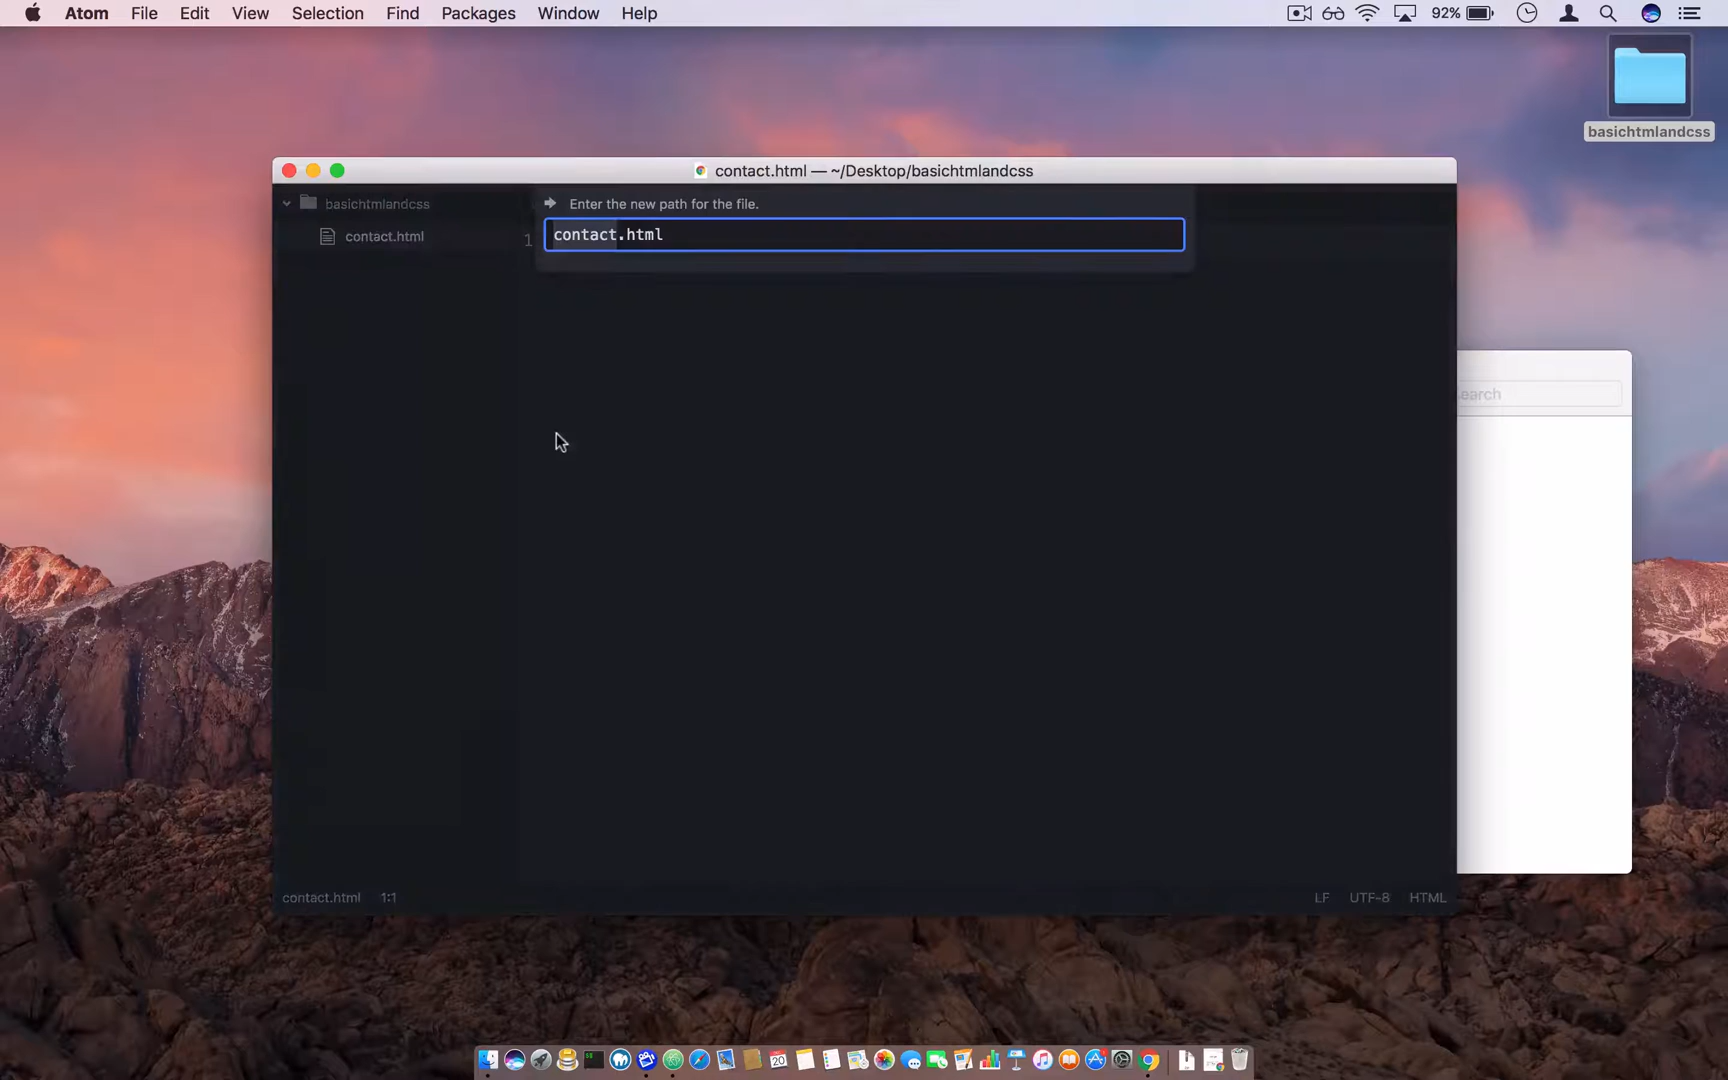 Atom File Edit View Selection Find Packages Window Help 92%
basichtmlandcss
contact.html — ~/Desktop/basichtmlandcss
basichtmlandcss
Enter the new path for the file.
contact.html
1
contact.html
earch
contact.html 1:1 LF UTF-8 HTML
20